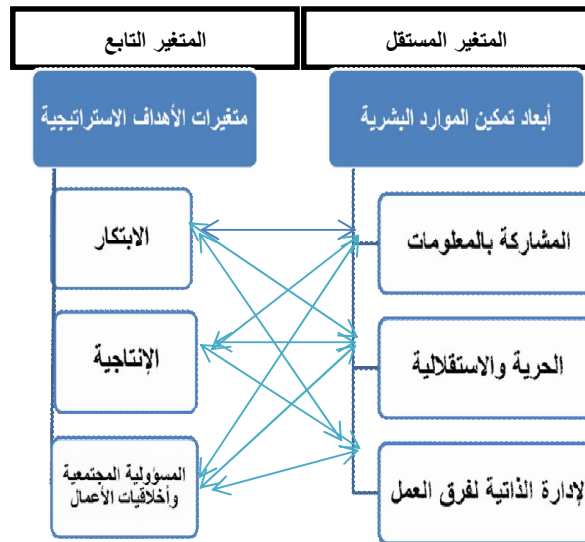 المتغير المستقل
المتغير التابع
أبعاد تمكين الموارد البشرية
متغيرات الأهداف الاستراتيجية
المشاركة بالمعلومات
الابتكار
الحرية والاستقلالية
الإنتاجية
لإدارة الذاتية لفرق العمل
المسؤولية المجتمعية
وأخلاقيات الأعمال